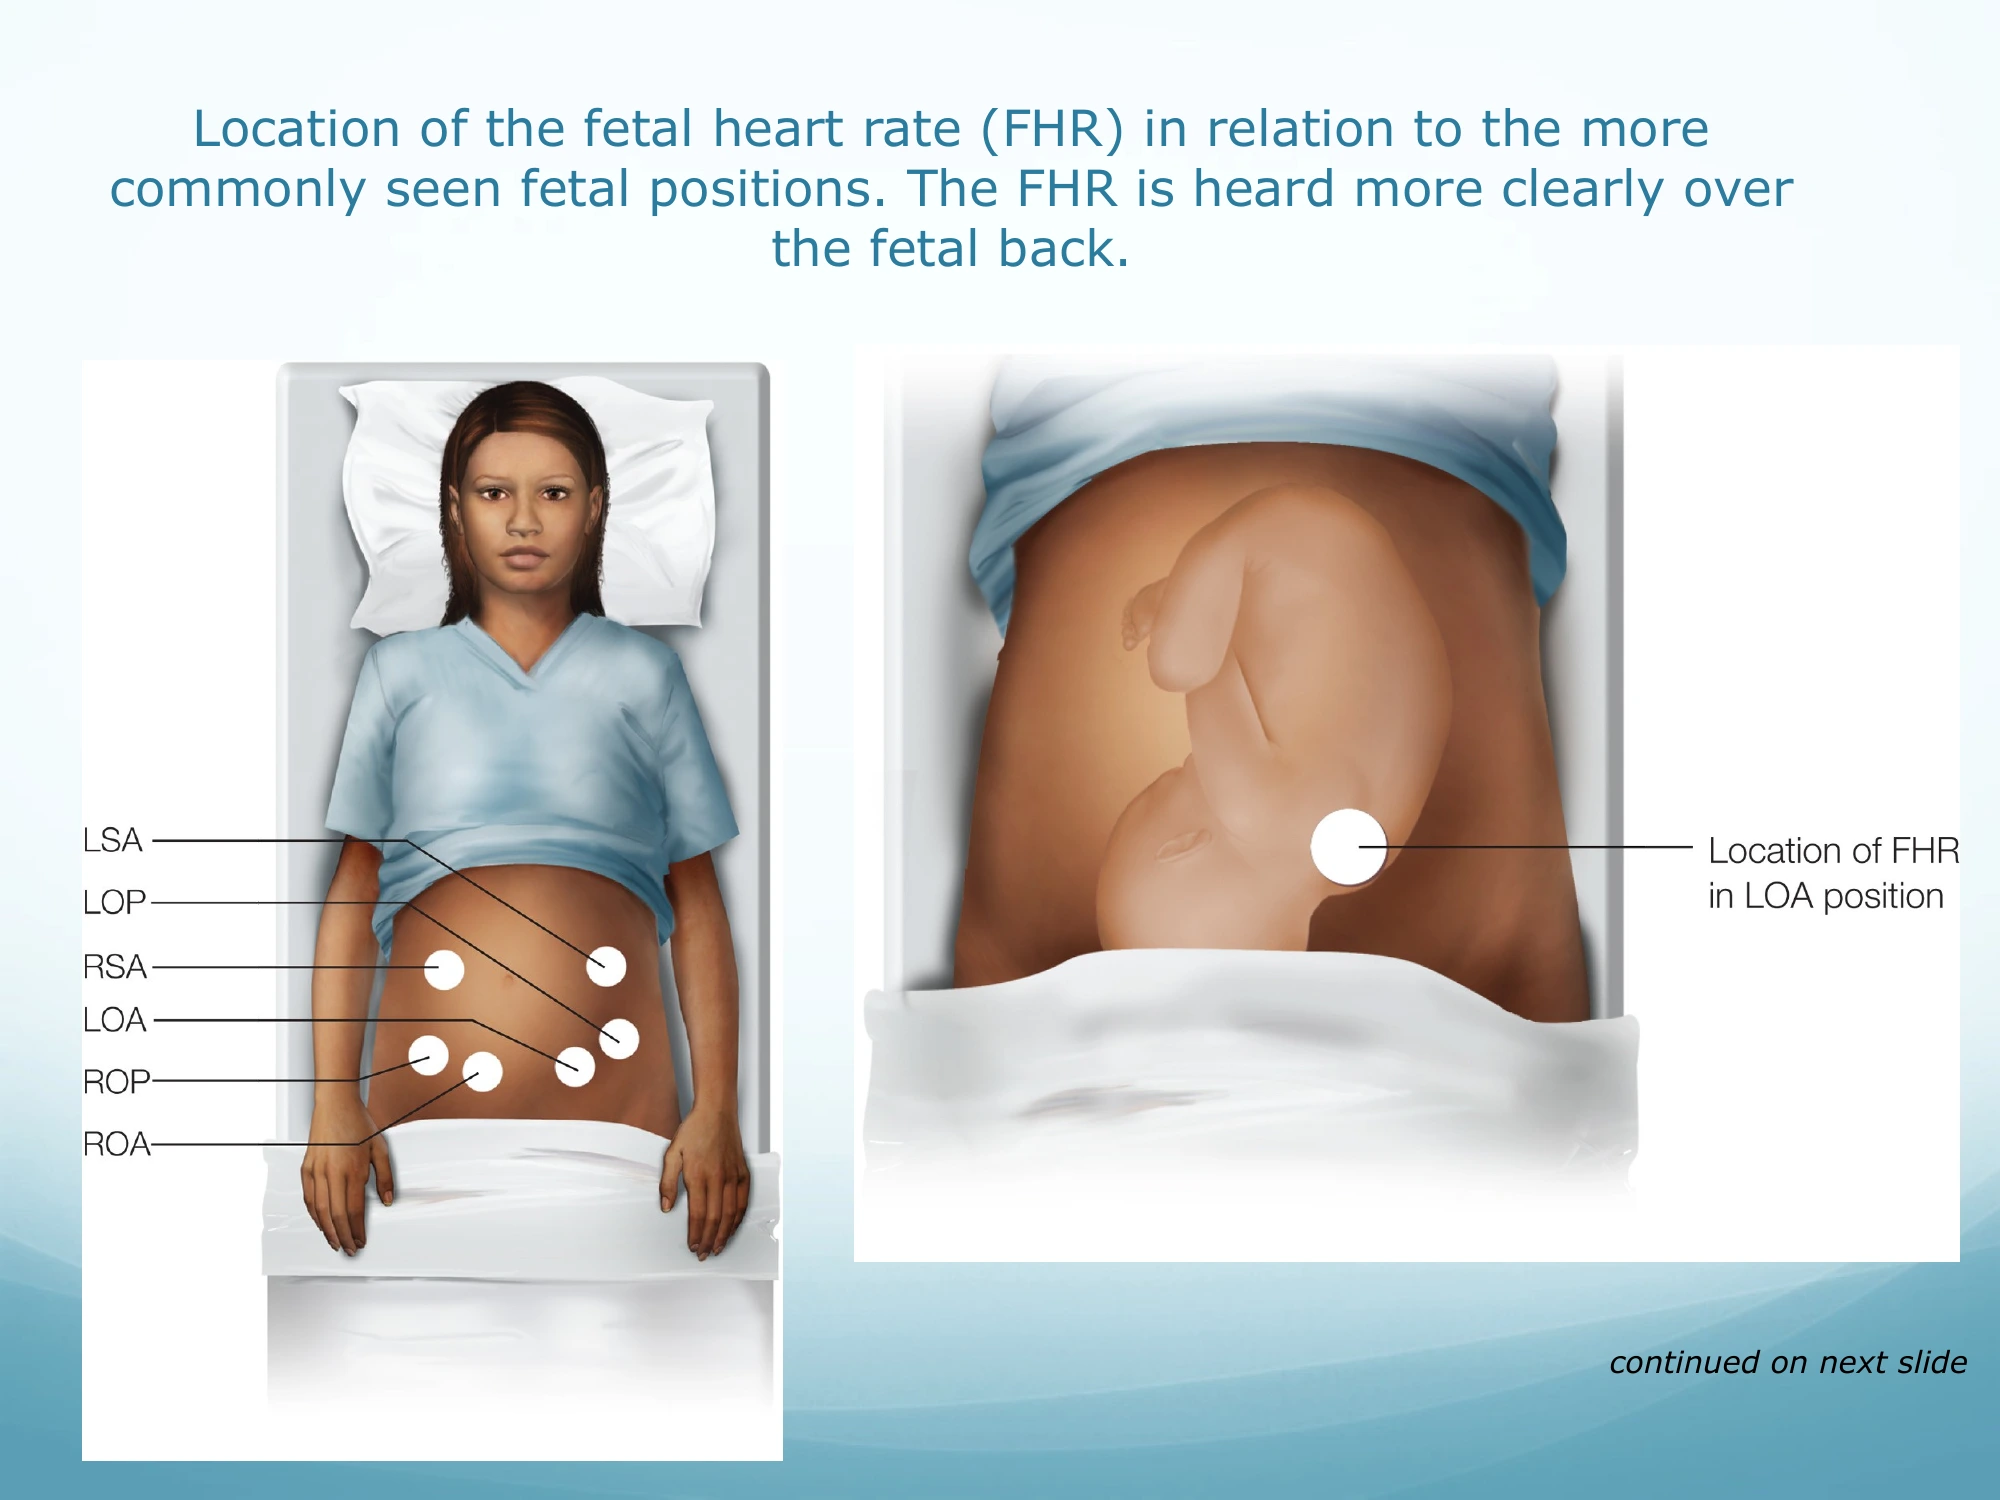 Location of the fetal heart rate (FHR) in relation to the more
commonly seen fetal positions. The FHR is heard more clearly over
the fetal back.
LSA
LOP
RSA
LOA
ROP
ROA
Location of FHR
in LOA position
continued on next slide